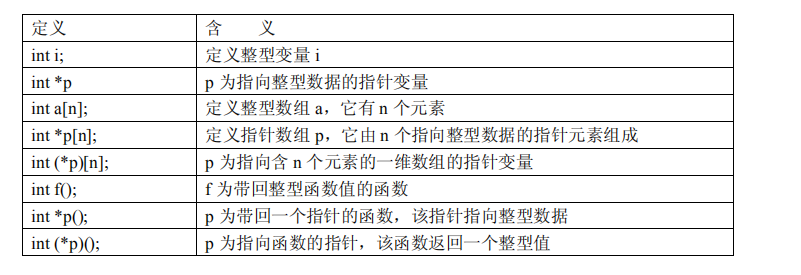 定义 含 义
int i; 定义整型变量 i
int *p p 为指向整型数据的指针变量
int a[n]; 定义整型数组 a，它有 n 个元素
int *p[n]; 定义指针数组 p，它由 n 个指向整型数据的指针元素组成
int (*p)[n]; p 为指向含 n 个元素的一维数组的指针变量
int f(); f 为带回整型函数值的函数
int *p(); p 为带回一个指针的函数，该指针指向整型数据
int (*p)(); p 为指向函数的指针，该函数返回一个整型值